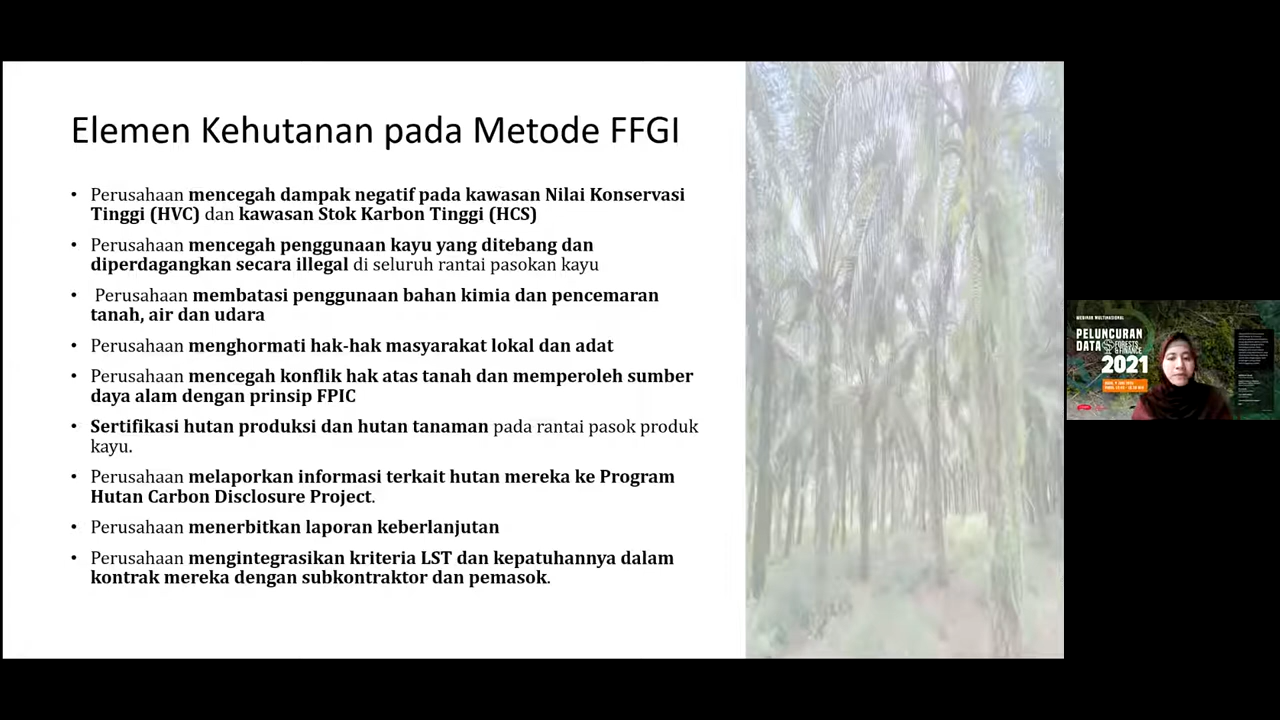 Elemen Kehutanan pada Metode FFGI
• Perusahaan mencegah dampak negatif pada kawasan Nilai Konservasi
Tinggi (HVC) dan kawasan Stok Karbon Tinggi (HCS)
• Perusahaan mencegah penggunaan kayu yang ditebang dan
diperdagangkan secara illegal di seluruh rantai pasokan kayu
• Perusahaan membatasi penggunaan bahan kimia dan pencemaran
tanah, air dan udara
• Perusahaan menghormati hak-hak masyarakat lokal dan adat
• Perusahaan mencegah konflik hak atas tanah dan memperoleh sumber
daya alam dengan prinsip FPIC
• Sertifikasi hutan produksi dan hutan tanaman pada rantai pasok produk
kayu.
• Perusahaan melaporkan informasi terkait hutan mereka ke Program
Hutan Carbon Disclosure Project.
• Perusahaan menerbitkan laporan keberlanjutan
• Perusahaan mengintegrasikan kriteria LST dan kepatuhannya dalam
kontrak mereka dengan subkontraktor dan pemasok.
WEBINAR MULTINASIONAL
PELUNCURAN
DATA FORESTS
& FINANCE
2021